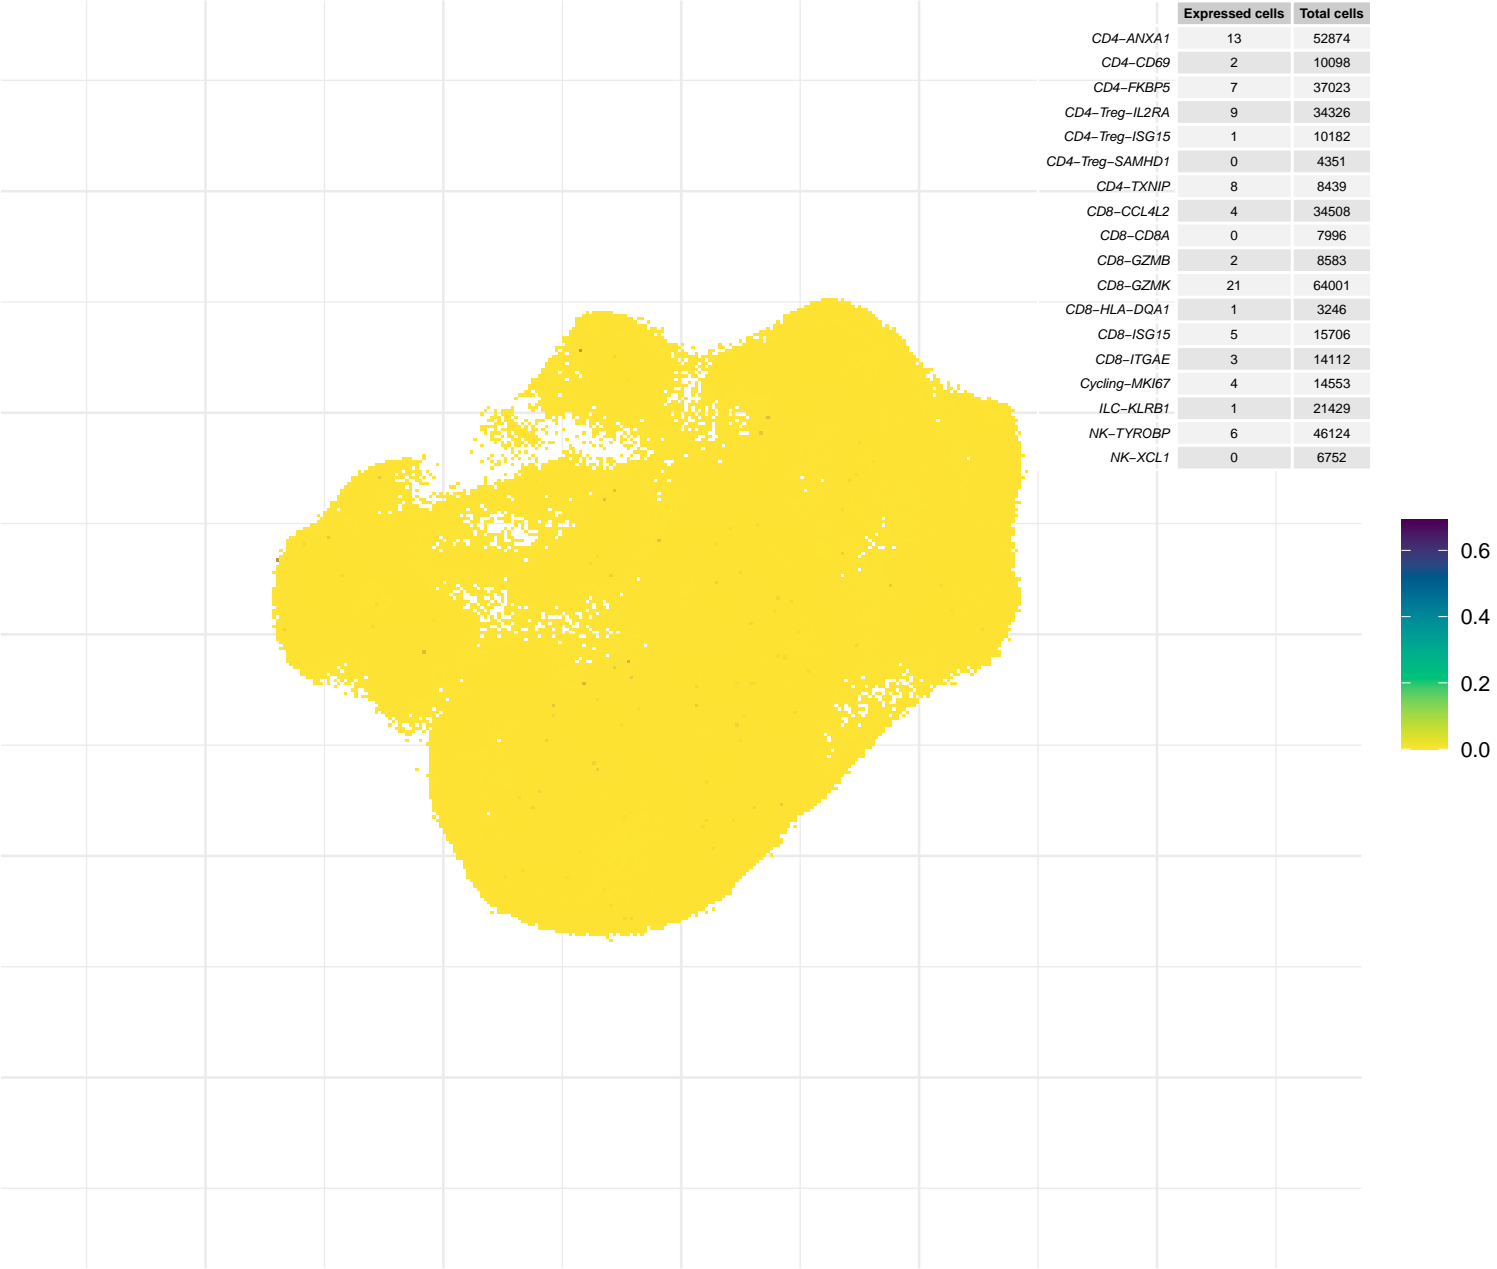 Expressed cells Total cells
CD4−ANXA1 13 52874
CD4−CD69 2 10098
CD4−FKBP5 7 37023
CD4−Treg−IL2RA 9 34326
CD4−Treg−ISG15 1 10182
CD4−Treg−SAMHD1 0 4351
CD4−TXNIP 8 8439
CD8−CCL4L2 4 34508
CD8−CD8A 0 7996
CD8−GZMB 2 8583
CD8−GZMK 21 64001
CD8−HLA−DQA1 1 3246
CD8−ISG15 5 15706
CD8−ITGAE 3 14112
Cycling−MKI67 4 14553
ILC−KLRB1 1 21429
NK−TYROBP 6 46124
NK−XCL1 0 6752
0.6
0.4
0.2
0.0